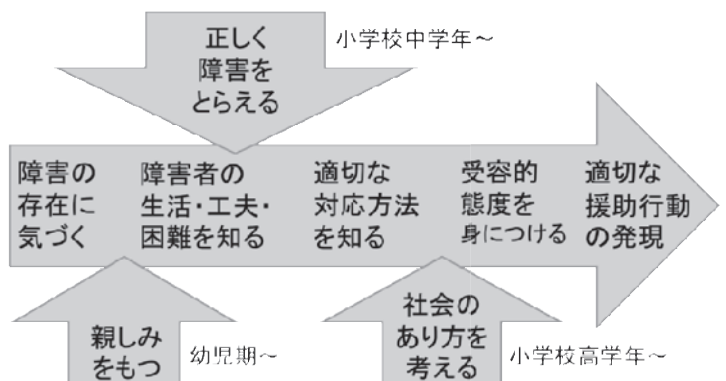 正しく
障害を
とらえる
小学校中学年～
障害の
存在に
気づく
障害者の
生活・工夫・
困難を知る
適切な
対応方法
を知る
受容的
態度を
身につける
適切な
援助行動
の発現
親しみ
をもつ
幼児期～
社会の
あり方を
考える
小学校高学年～